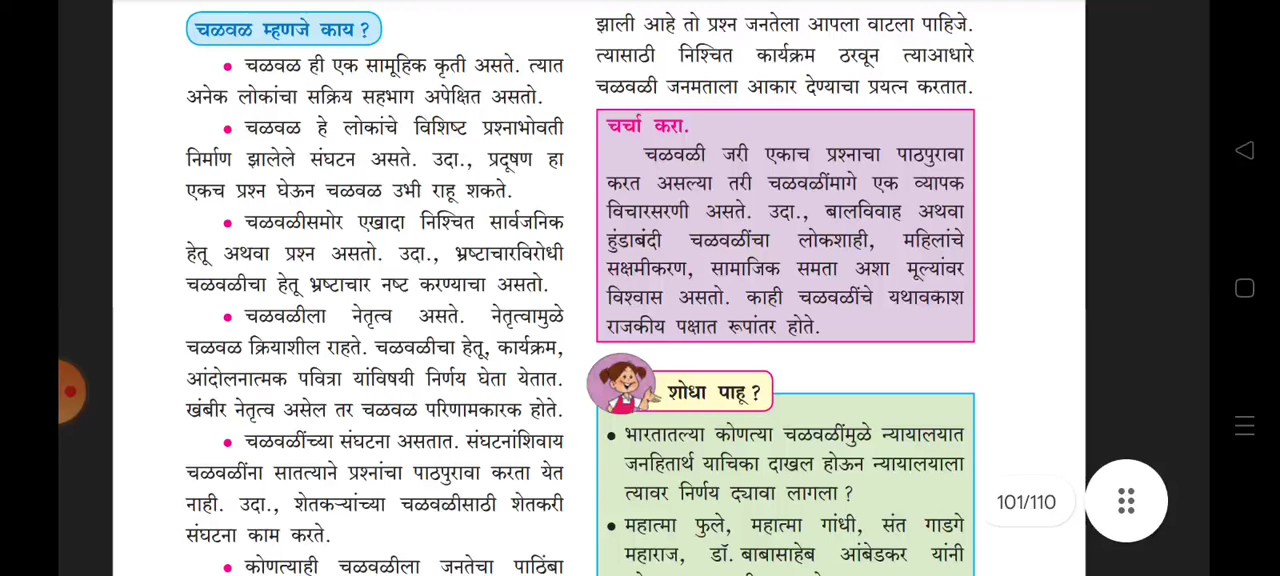 चळवळ म्हणजे काय ?
• चळवळ ही एक सामूहिक कृती असते. त्यात
अनेक लोकांचा सक्रिय सहभाग अपेक्षित असतो.
• चळवळ हे लोकांचे विशिष्ट प्रश्नाभोवती
निर्माण झालेले संघटन असते. उदा., प्रदूषण हा
एकच प्रश्न घेऊन चळवळ उभी राहू शकते.
• चळवळीसमोर एखादा निश्चित सार्वजनिक
हेतू अथवा प्रश्न असतो. उदा., भ्रष्टाचारविरोधी
चळवळीचा हेतू भ्रष्टाचार नष्ट करण्याचा असतो.
• चळवळीला नेतृत्व असते. नेतृत्वामुळे
चळवळ क्रियाशील राहते. चळवळीचा हेतू, कार्यक्रम,
आंदोलनात्मक पवित्रा यांविषयी निर्णय घेता येतात.
खंबीर नेतृत्व असेल तर चळवळ परिणामकारक होते.
• चळवळींच्या संघटना असतात. संघटनांशिवाय
चळवळींना सातत्याने प्रश्नांचा पाठपुरावा करता येत
नाही. उदा., शेतकऱ्यांच्या चळवळीसाठी शेतकरी
संघटना काम करते.
• कोणत्याही चळवळीला जनतेचा पाठिंबा
झाली आहे तो प्रश्न जनतेला आपला वाटला पाहिजे.
त्यासाठी निश्चित कार्यक्रम ठरवून त्याआधारे
चळवळी जनमताला आकार देण्याचा प्रयत्न करतात.
चर्चा करा.
चळवळी जरी एकाच प्रश्नाचा पाठपुरावा
करत असल्या तरी चळवळींमागे एक व्यापक
विचारसरणी असते. उदा., बालविवाह अथवा
हुंडाबंदी चळवळींचा लोकशाही, महिलांचे
सक्षमीकरण, सामाजिक समता अशा मूल्यांवर
विश्वास असतो. काही चळवळींचे यथावकाश
राजकीय पक्षात रूपांतर होते.
शोधा पाहू ?
• भारतातल्या कोणत्या चळवळींमुळे न्यायालयात
जनहितार्थ याचिका दाखल होऊन न्यायालयाला
त्यावर निर्णय द्यावा लागला ?
• महात्मा फुले, महात्मा गांधी, संत गाडगे
महाराज, डॉ. बाबासाहेब आंबेडकर यांनी
101/110